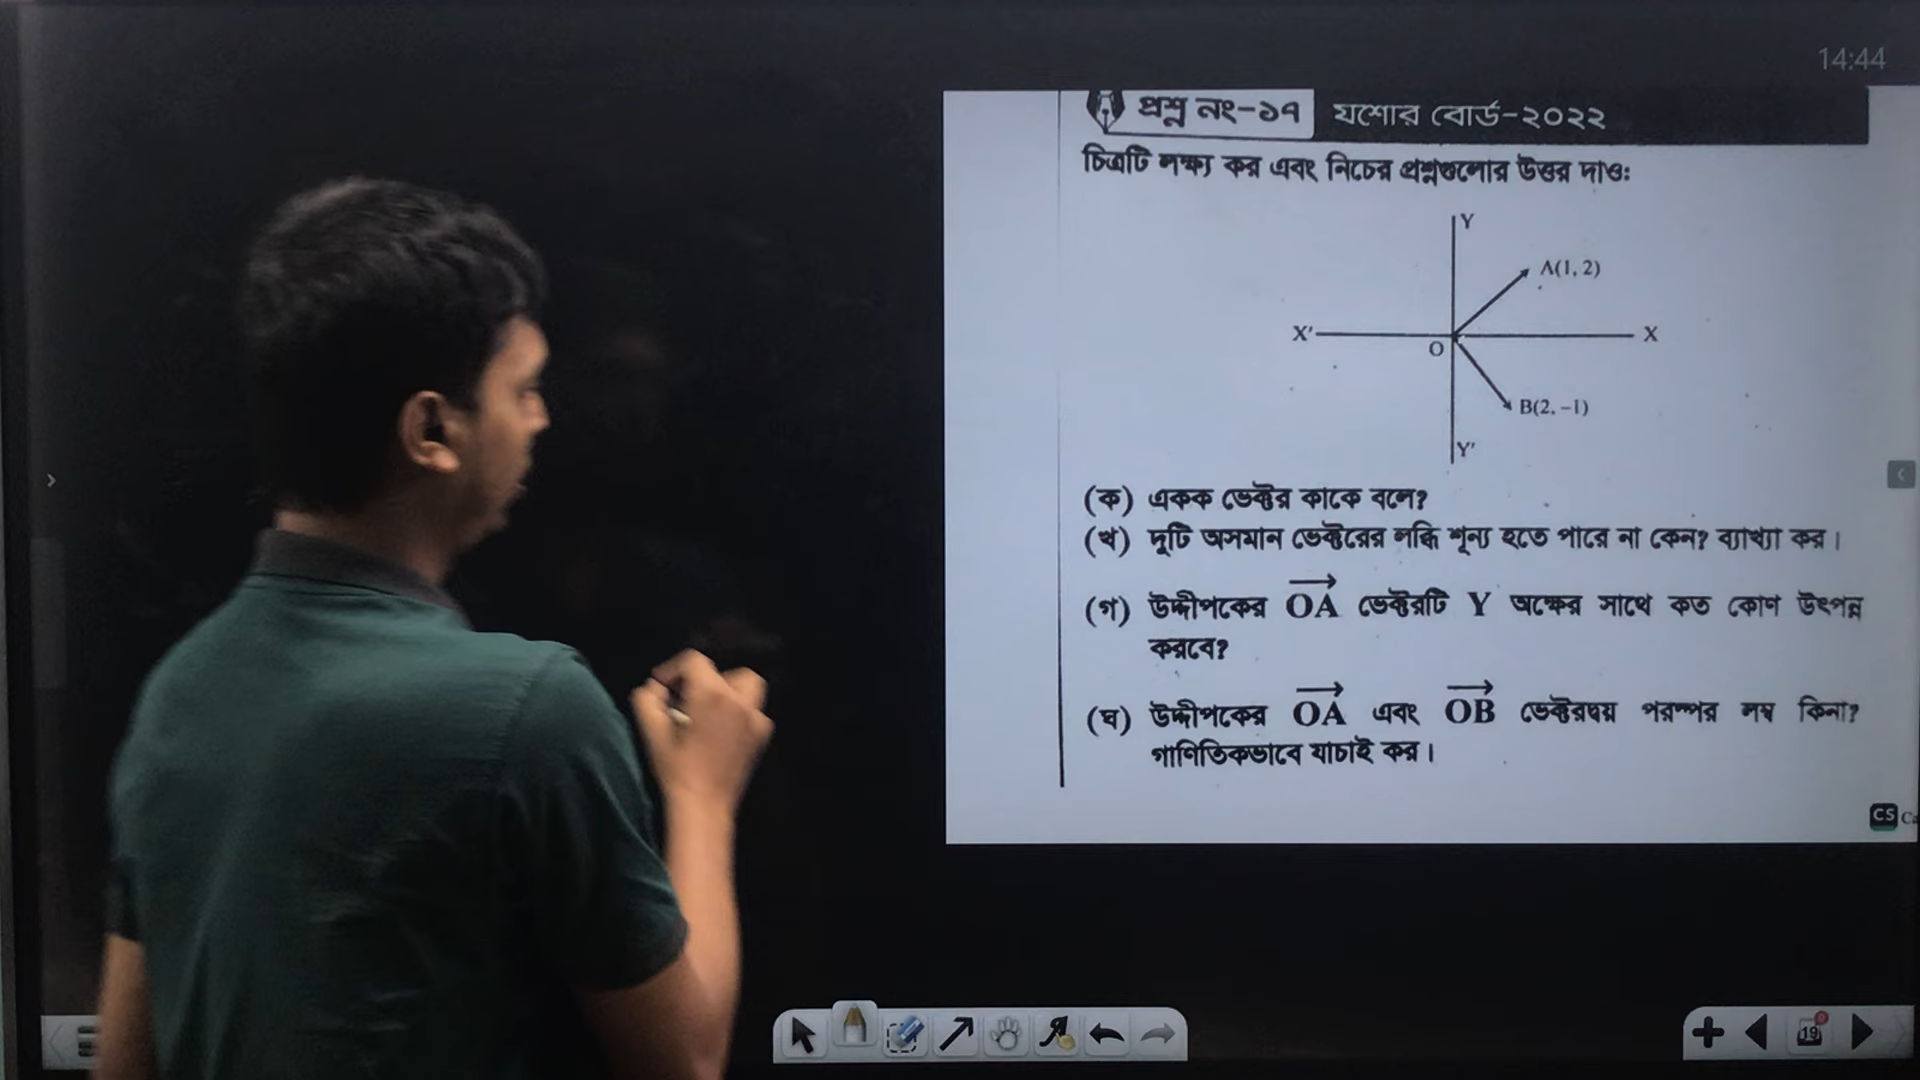 14:44
প্রশ্ন নং-১৭ যশোর বোর্ড-২০২২
চিত্রটি লক্ষ্য কর এবং নিচের প্রশ্নগুলোর উত্তর দাও:
Y
A(1, 2)
X' O X
B(2, -1)
Y'
(ক) একক ভেক্টর কাকে বলে?
(খ) দুটি অসমান ভেক্টরের লব্ধি শূন্য হতে পারে না কেন? ব্যাখ্যা কর।
(গ) উদ্দীপকের OA ভেক্টরটি Y অক্ষের সাথে কত কোণ উৎপন্ন
করবে?
(ঘ) উদ্দীপকের OA এবং OB ভেক্টরদ্বয় পরস্পর লম্ব কিনা?
গাণিতিকভাবে যাচাই কর।
CS
19